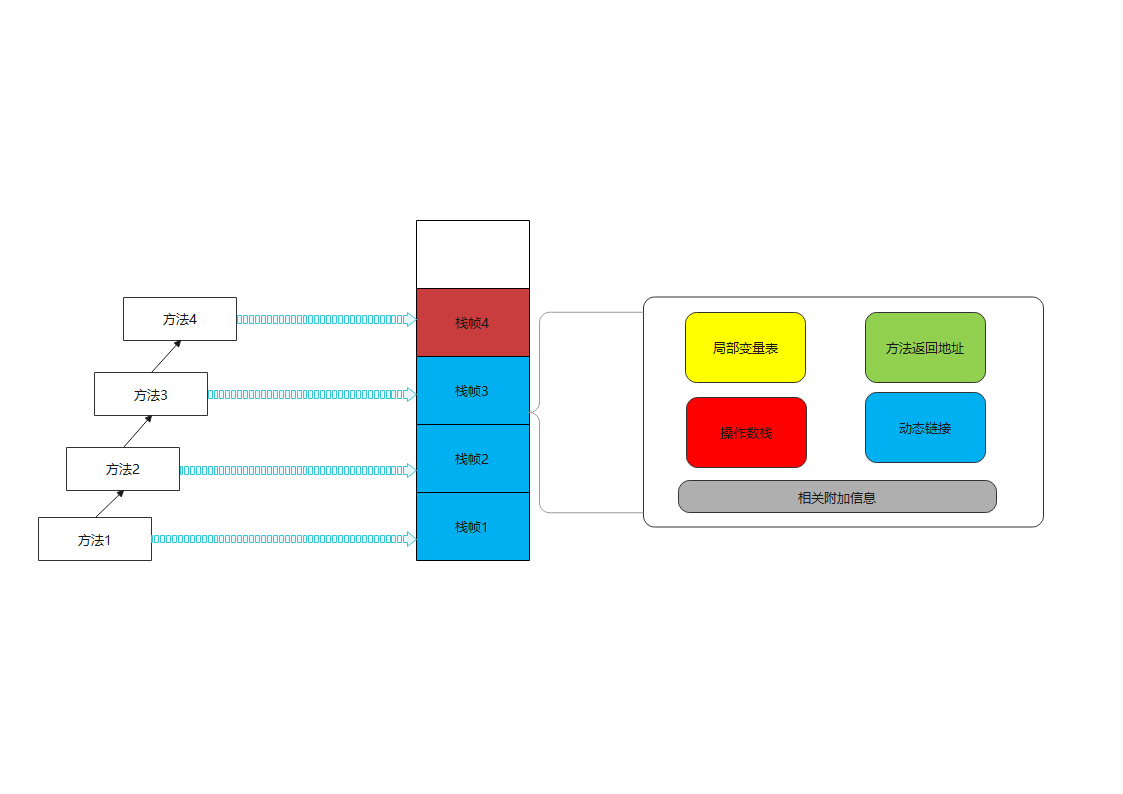 方法4
方法3
方法2
方法1
栈帧4
栈帧3
栈帧2
栈帧1
局部变量表
方法返回地址
操作数栈
动态链接
相关附加信息